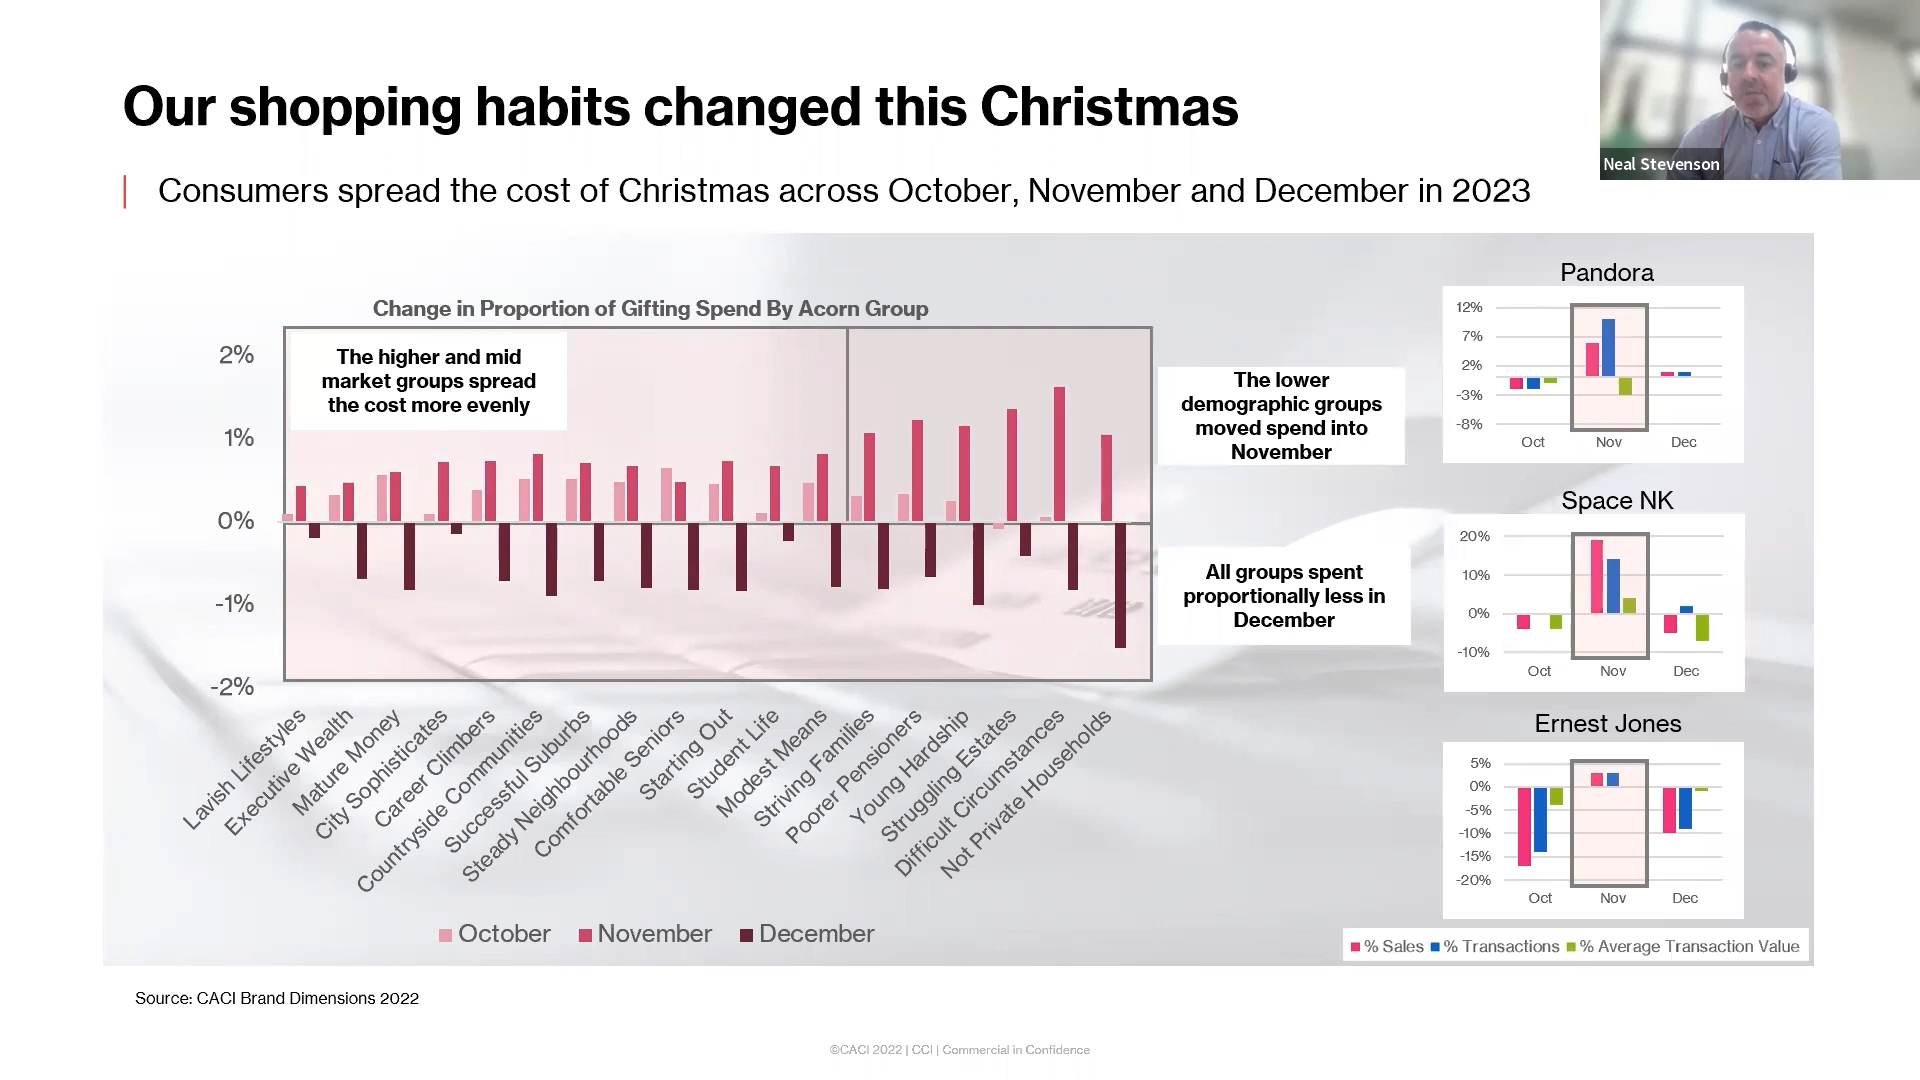 Our shopping habits changed this Christmas
Neal Stevenson
Consumers spread the cost of Christmas across October, November and December in 2023
Change in Proportion of Gifting Spend By Acorn Group
2%
1%
0%
-1%
-2%
The higher and mid
market groups spread
the cost more evenly
Lavish Lifestyles
Executive Wealth
Mature Money
City Sophisticates
Career Climbers
Countryside Communities
Successful Suburbs
Steady Neighbourhoods
Comfortable Seniors
Starting Out
Student Life
Modest Means
Striving Families
Poorer Pensioners
Young Hardship
Struggling Estates
Difficult Circumstances
Not Private Households
October November December
The lower
demographic groups
moved spend into
November
All groups spent
proportionally less in
December
Pandora
12%
7%
2%
-3%
-8%
Oct Nov Dec
Space NK
20%
10%
0%
-10%
Oct Nov Dec
Ernest Jones
5%
0%
-5%
-10%
-15%
-20%
Oct Nov Dec
% Sales % Transactions % Average Transaction Value
Source: CACI Brand Dimensions 2022
©CACI 2022 | CCI | Commercial in Confidence